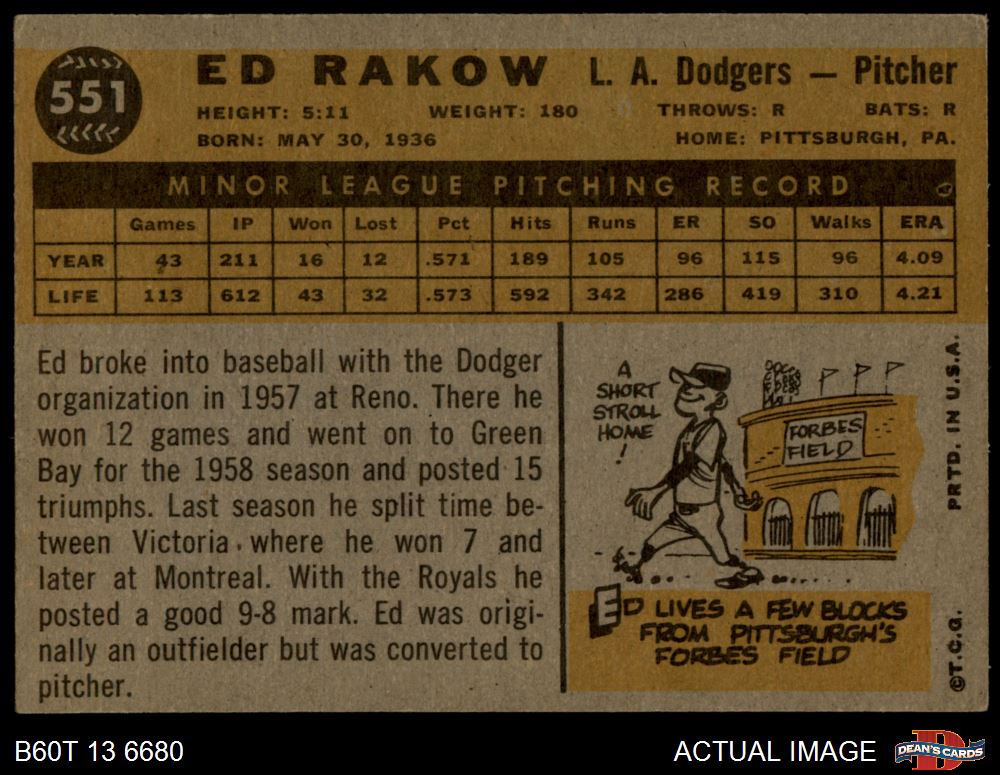 551
ED RAKOW L. A. Dodgers — Pitcher
HEIGHT: 5:11 WEIGHT: 180 THROWS: R BATS: R
BORN: MAY 30, 1936 HOME: PITTSBURGH, PA.
MINOR LEAGUE PITCHING RECORD
Games IP Won Lost Pct Hits Runs ER SO Walks ERA
YEAR 43 211 16 12 .571 189 105 96 115 96 4.09
LIFE 113 612 43 32 .573 592 342 286 419 310 4.21
Ed broke into baseball with the Dodger
organization in 1957 at Reno. There he
won 12 games and went on to Green
Bay for the 1958 season and posted 15
triumphs. Last season he split time be-
tween Victoria where he won 7 and
later at Montreal. With the Royals he
posted a good 9-8 mark. Ed was origi-
nally an outfielder but was converted to
pitcher.
A
SHORT
STROLL
HOME
!
FORBES
FIELD
ED LIVES A FEW BLOCKS
FROM PITTSBURGH'S
FORBES FIELD
©T.C.G. PRTD. IN U.S.A.
B60T 13 6680 ACTUAL IMAGE
DEAN'S CARDS